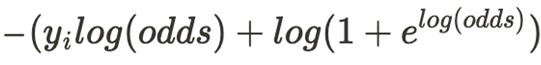 −(y_i log(odds) + log(1 + e^{log(odds)})